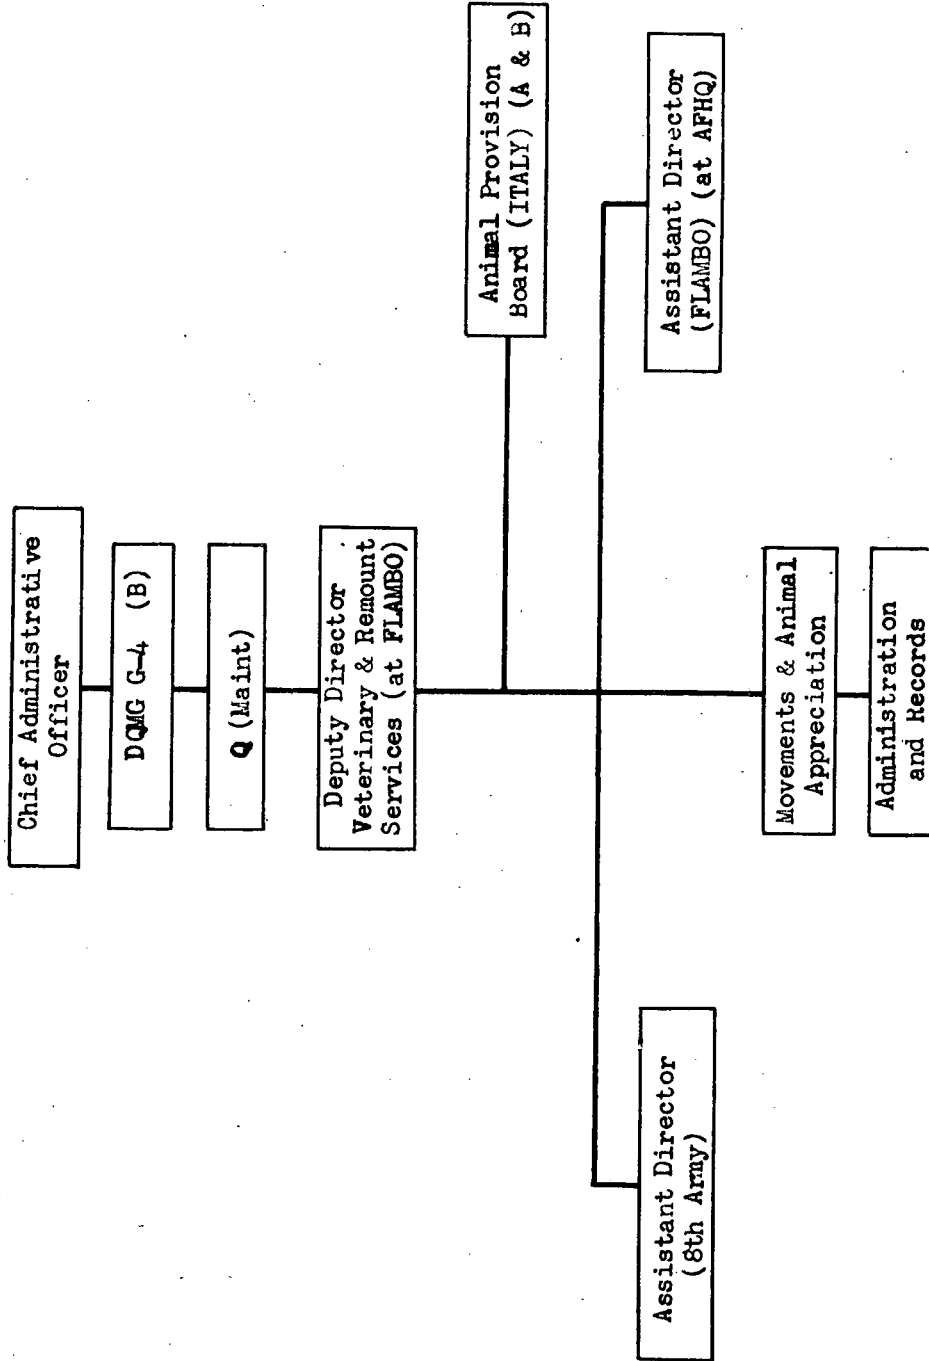 Chief Administrative
Officer
DQMG G-4 (B)
Q (Maint)
Deputy Director
Veterinary & Remount
Services (at FLAMBO)
Animal Provision
Board (ITALY) (A & B)
Assistant Director
(8th Army)
Assistant Director
(FLAMBO) (at AFHQ)
Movements & Animal
Appreciation
Administration
and Records